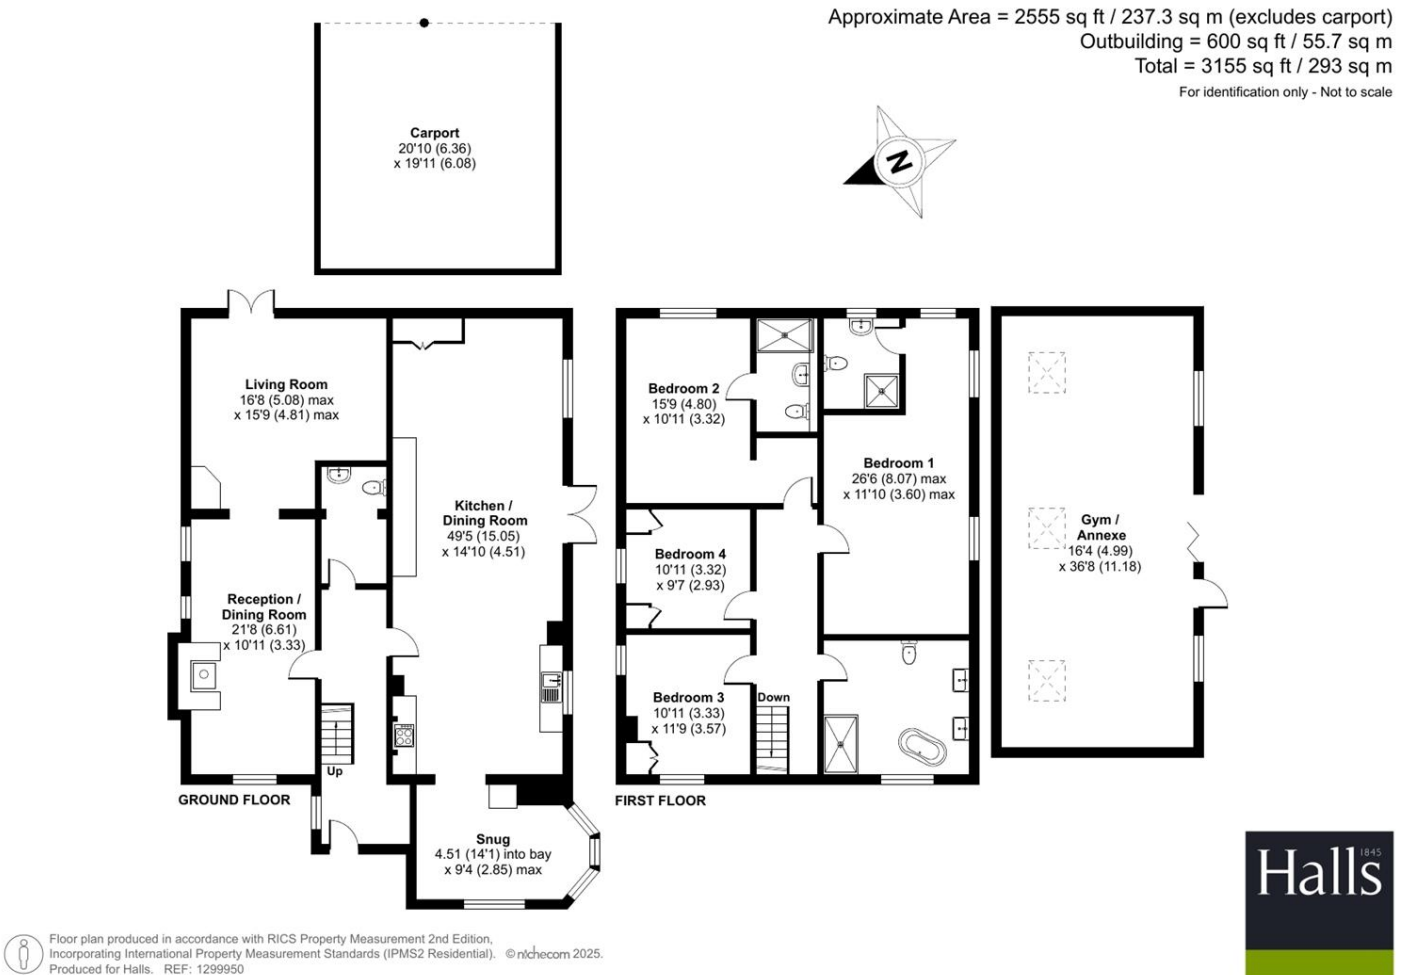 Approximate Area = 2555 sq ft / 237.3 sq m (excludes carport)
Outbuilding = 600 sq ft / 55.7 sq m
Total = 3155 sq ft / 293 sq m
For identification only - Not to scale
Carport
20'10 (6.36)
x 19'11 (6.08)
N
Living Room
16'8 (5.08) max
x 15'9 (4.81) max
Kitchen /
Dining Room
49'5 (15.05)
x 14'10 (4.51)
Reception /
Dining Room
21'8 (6.61)
x 10'11 (3.33)
Up
GROUND FLOOR
Snug
4.51 (14'1) into bay
x 9'4 (2.85) max
Bedroom 2
15'9 (4.80)
x 10'11 (3.32)
Bedroom 1
26'6 (8.07) max
x 11'10 (3.60) max
Bedroom 4
10'11 (3.32)
x 9'7 (2.93)
Bedroom 3
10'11 (3.33)
x 11'9 (3.57)
Down
FIRST FLOOR
Gym /
Annexe
16'4 (4.99)
x 36'8 (11.18)
Halls
1845
Floor plan produced in accordance with RICS Property Measurement 2nd Edition,
Incorporating International Property Measurement Standards (IPMS2 Residential). © nichecom 2025.
Produced for Halls. REF: 1299950